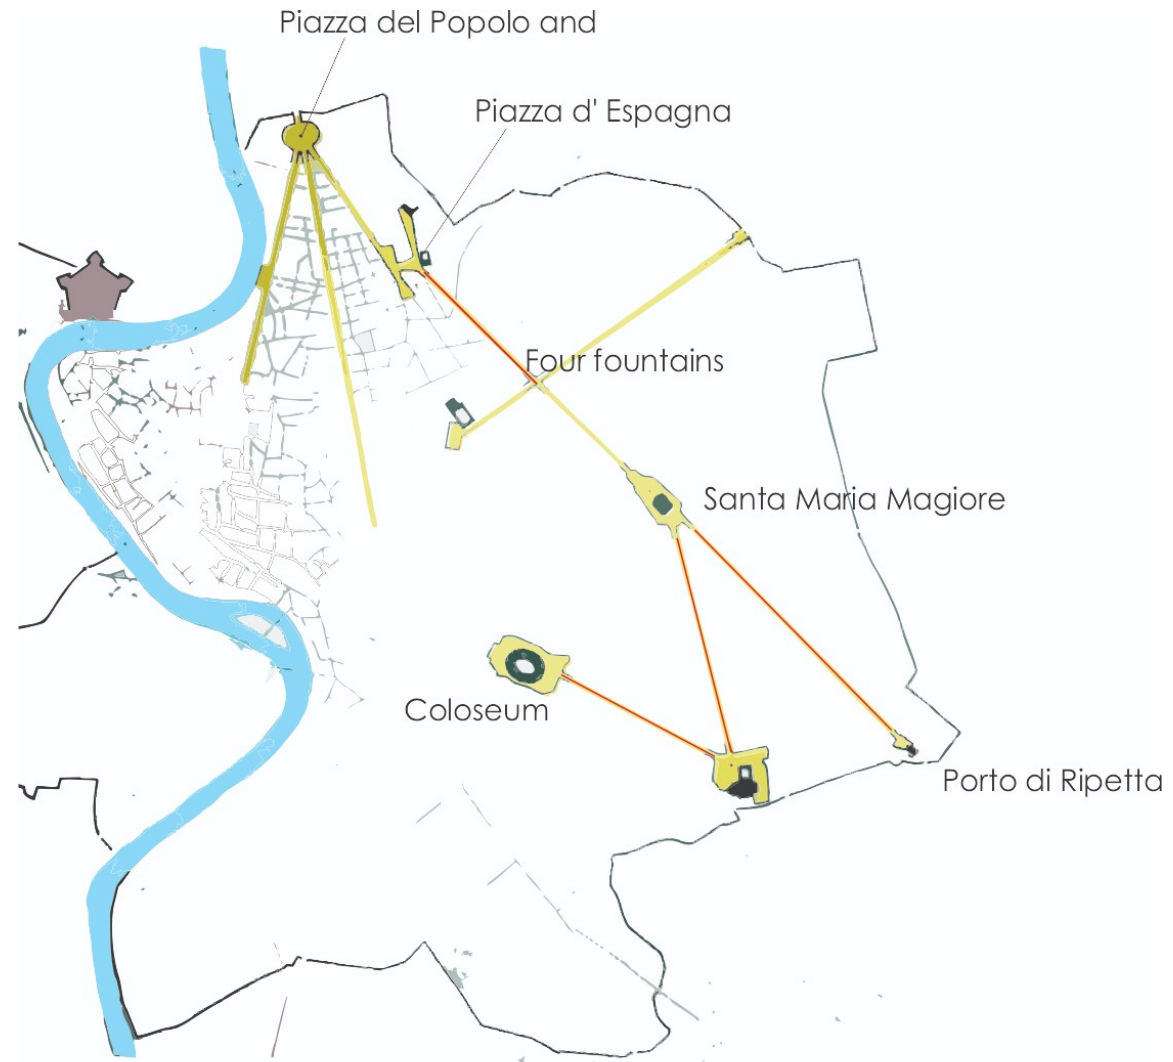 Piazza del Popolo and
Piazza d' Espagna
Four fountains
Santa Maria Magiore
Coloseum
Porto di Ripetta